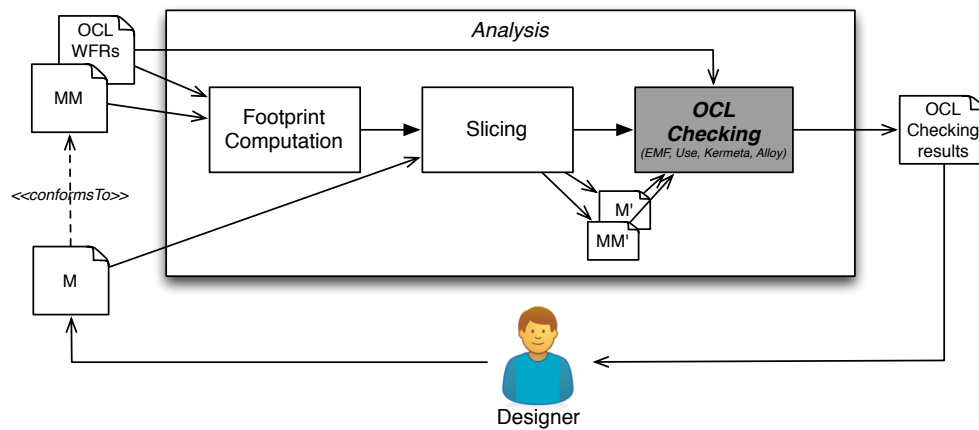 Analysis
OCL
WFRs
MM
Footprint
Computation
Slicing
OCL
Checking
(EMF, Use, Kermeta, Alloy)
OCL
Checking
results
<<conformsTo>>
M'
MM'
M
Designer